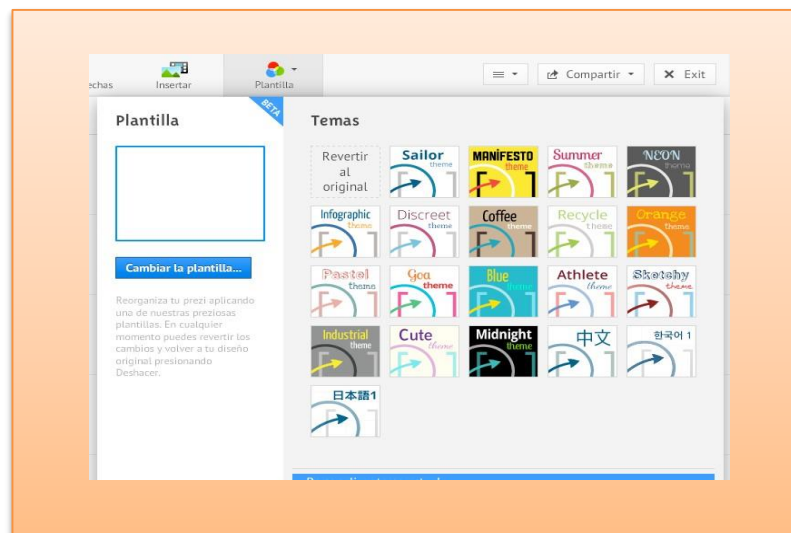 echas
Insertar
Plantilla
Compartir
Exit
Plantilla
BETA
Cambiar la plantilla...
Reorganiza tu prezi aplicando
una de nuestras preziosas
plantillas. En cualquier
momento puedes revertir los
cambios y volver a tu diseño
original presionando
Deshacer.
Temas
Revertir
al
original
Sailor
theme
MANIFESTO
theme
Summer
theme
NEON
theme
Infographic
theme
Discreet
theme
Coffee
theme
Recycle
theme
Orange
theme
Pastel
theme
Goa
theme
Blue
theme
Athlete
theme
Sketchy
theme
Industrial
theme
Cute
theme
Midnight
theme
中文
한국어 1
日本語1